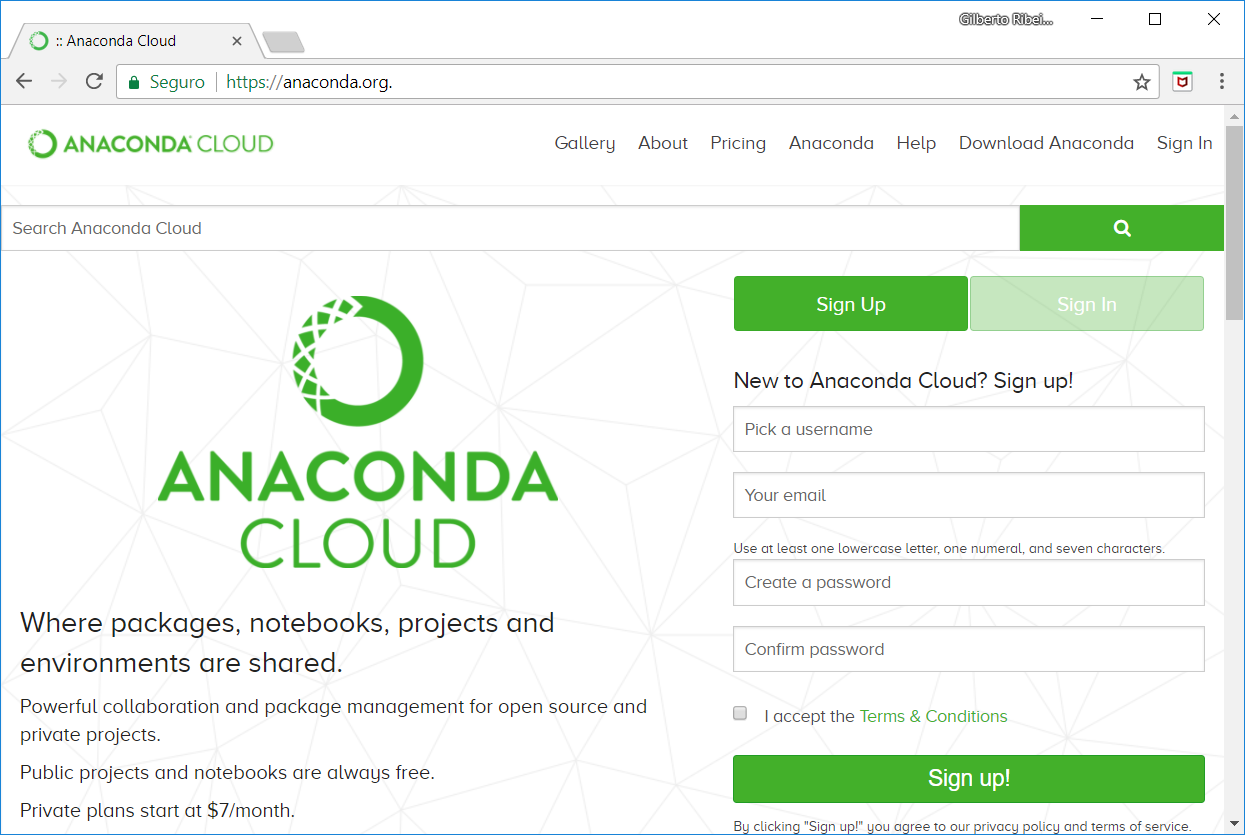 Gilberto Ribei...
:: Anaconda Cloud
Seguro
https://anaconda.org.
ANACONDA CLOUD
Gallery About Pricing Anaconda Help Download Anaconda Sign In
Search Anaconda Cloud
ANACONDA
CLOUD
Where packages, notebooks, projects and
environments are shared.
Powerful collaboration and package management for open source and
private projects.
Public projects and notebooks are always free.
Private plans start at $7/month.
Sign Up Sign In
New to Anaconda Cloud? Sign up!
Pick a username
Your email
Use at least one lowercase letter, one numeral, and seven characters.
Create a password
Confirm password
I accept the Terms & Conditions
Sign up!
By clicking "Sign up!" you agree to our privacy policy and terms of service.